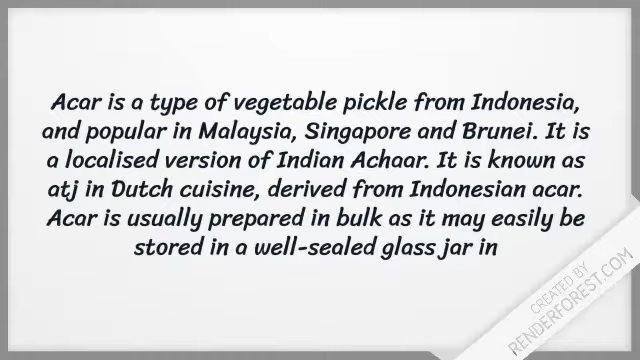 Acar is a type of vegetable pickle from Indonesia,
and popular in Malaysia, Singapore and Brunei. It is
a localised version of Indian Achaar. It is known as
atj in Dutch cuisine, derived from Indonesian acar.
Acar is usually prepared in bulk as it may easily be
stored in a well-sealed glass jar in
CREATED BY
RENDERFOREST.COM